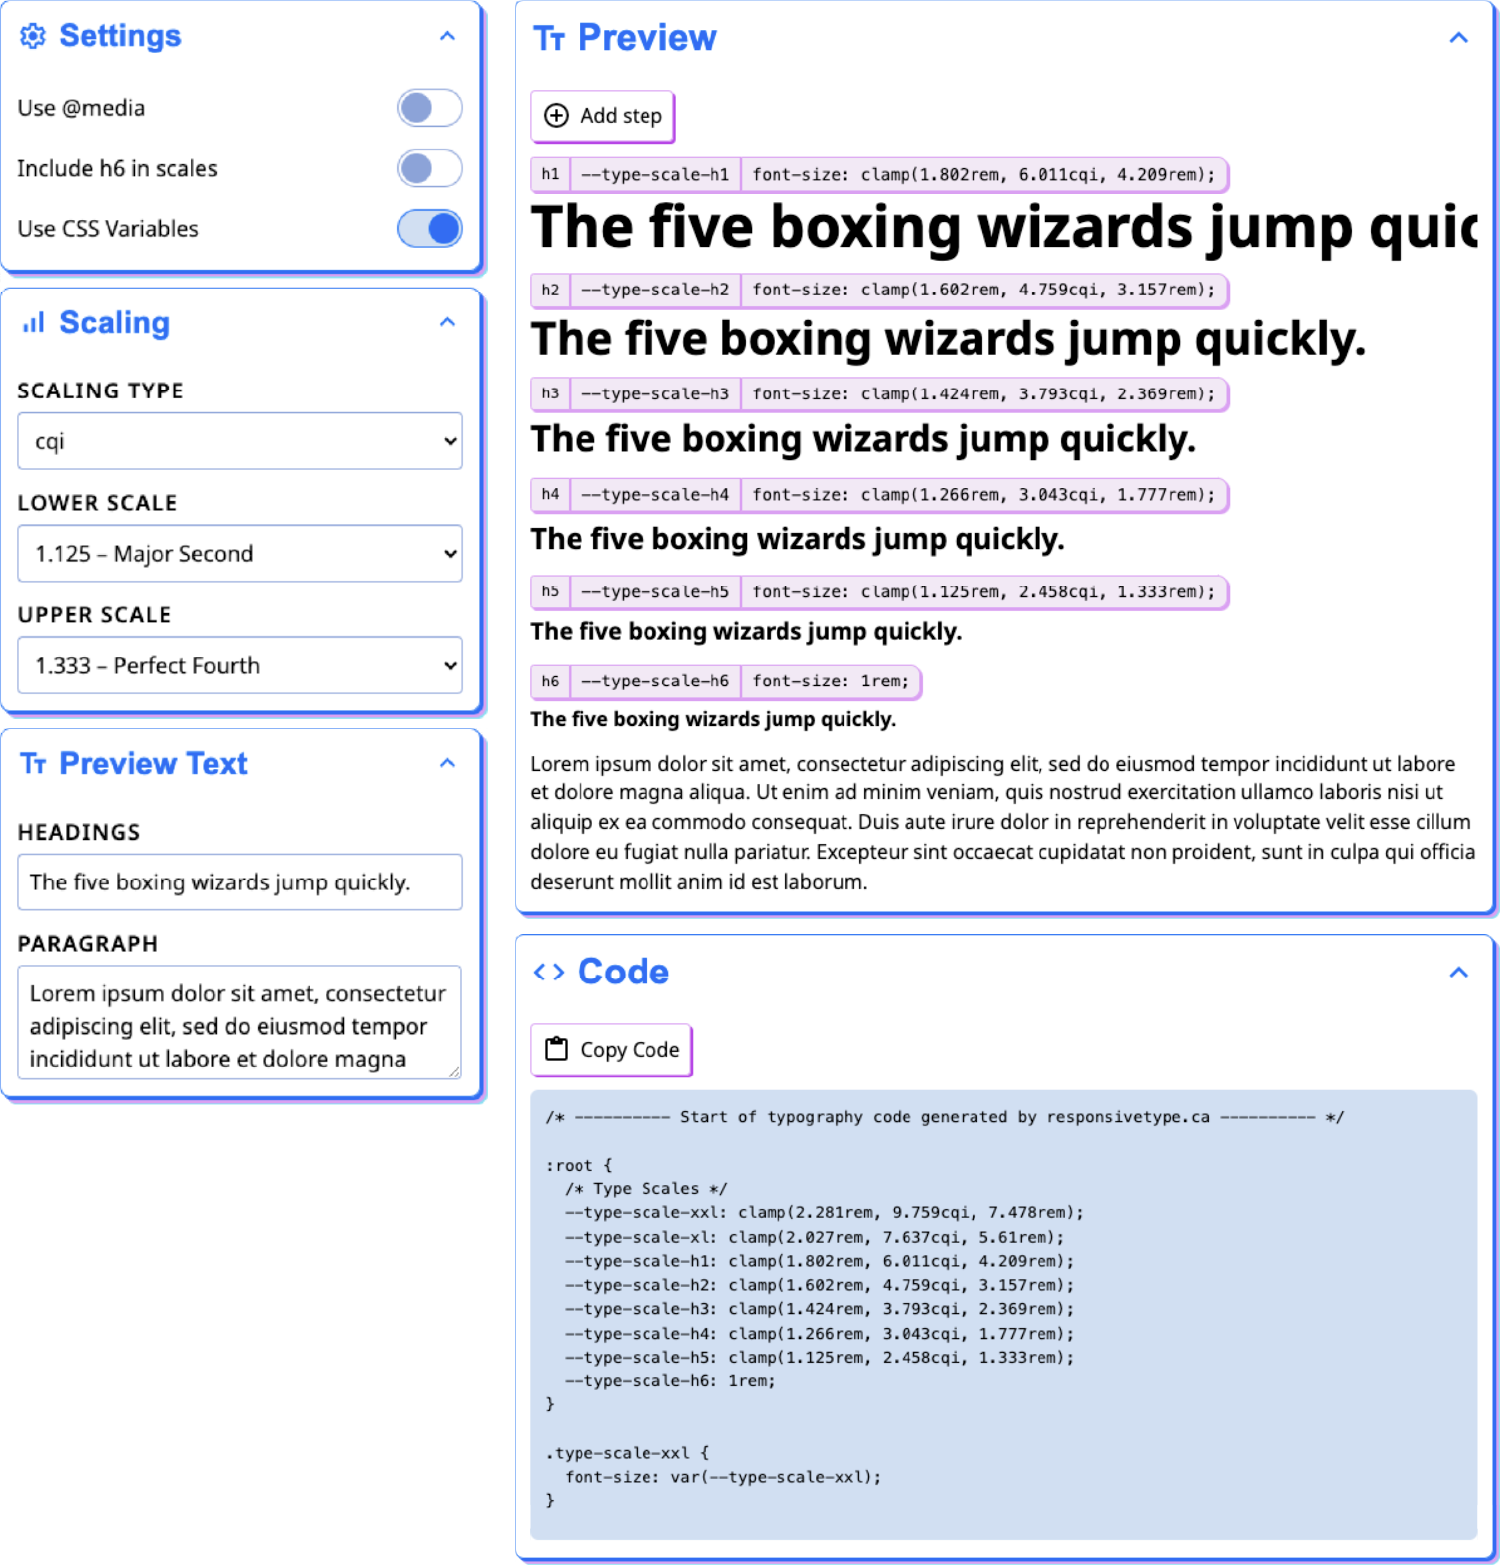 Settings
Use @media
Include h6 in scales
Use CSS Variables
Scaling
SCALING TYPE
cqi
LOWER SCALE
1.125 – Major Second
UPPER SCALE
1.333 – Perfect Fourth
Preview Text
HEADINGS
The five boxing wizards jump quickly.
PARAGRAPH
Lorem ipsum dolor sit amet, consectetur
adipiscing elit, sed do eiusmod tempor
incididunt ut labore et dolore magna
Preview
Add step
h1 --type-scale-h1 font-size: clamp(1.802rem, 6.011cqi, 4.209rem);
The five boxing wizards jump quic
h2 --type-scale-h2 font-size: clamp(1.602rem, 4.759cqi, 3.157rem);
The five boxing wizards jump quickly.
h3 --type-scale-h3 font-size: clamp(1.424rem, 3.793cqi, 2.369rem);
The five boxing wizards jump quickly.
h4 --type-scale-h4 font-size: clamp(1.266rem, 3.043cqi, 1.777rem);
The five boxing wizards jump quickly.
h5 --type-scale-h5 font-size: clamp(1.125rem, 2.458cqi, 1.333rem);
The five boxing wizards jump quickly.
h6 --type-scale-h6 font-size: 1rem;
The five boxing wizards jump quickly.
Lorem ipsum dolor sit amet, consectetur adipiscing elit, sed do eiusmod tempor incididunt ut labore
et dolore magna aliqua. Ut enim ad minim veniam, quis nostrud exercitation ullamco laboris nisi ut
aliquip ex ea commodo consequat. Duis aute irure dolor in reprehenderit in voluptate velit esse cillum
dolore eu fugiat nulla pariatur. Excepteur sint occaecat cupidatat non proident, sunt in culpa qui officia
deserunt mollit anim id est laborum.
Code
Copy Code
/* ---------- Start of typography code generated by responsivetype.ca ---------- */
:root {
/* Type Scales */
--type-scale-xxl: clamp(2.281rem, 9.759cqi, 7.478rem);
--type-scale-xl: clamp(2.027rem, 7.637cqi, 5.61rem);
--type-scale-h1: clamp(1.802rem, 6.011cqi, 4.209rem);
--type-scale-h2: clamp(1.602rem, 4.759cqi, 3.157rem);
--type-scale-h3: clamp(1.424rem, 3.793cqi, 2.369rem);
--type-scale-h4: clamp(1.266rem, 3.043cqi, 1.777rem);
--type-scale-h5: clamp(1.125rem, 2.458cqi, 1.333rem);
--type-scale-h6: 1rem;
}
.type-scale-xxl {
font-size: var(--type-scale-xxl);
}